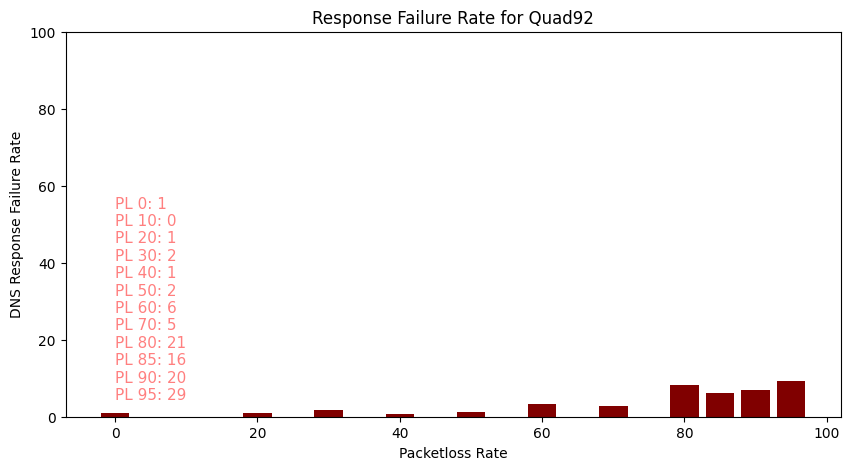 Response Failure Rate for Quad92
DNS Response Failure Rate
100
80
60
40
20
0
PL 0: 1
PL 10: 0
PL 20: 1
PL 30: 2
PL 40: 1
PL 50: 2
PL 60: 6
PL 70: 5
PL 80: 21
PL 85: 16
PL 90: 20
PL 95: 29
0 20 40 60 80 100
Packetloss Rate